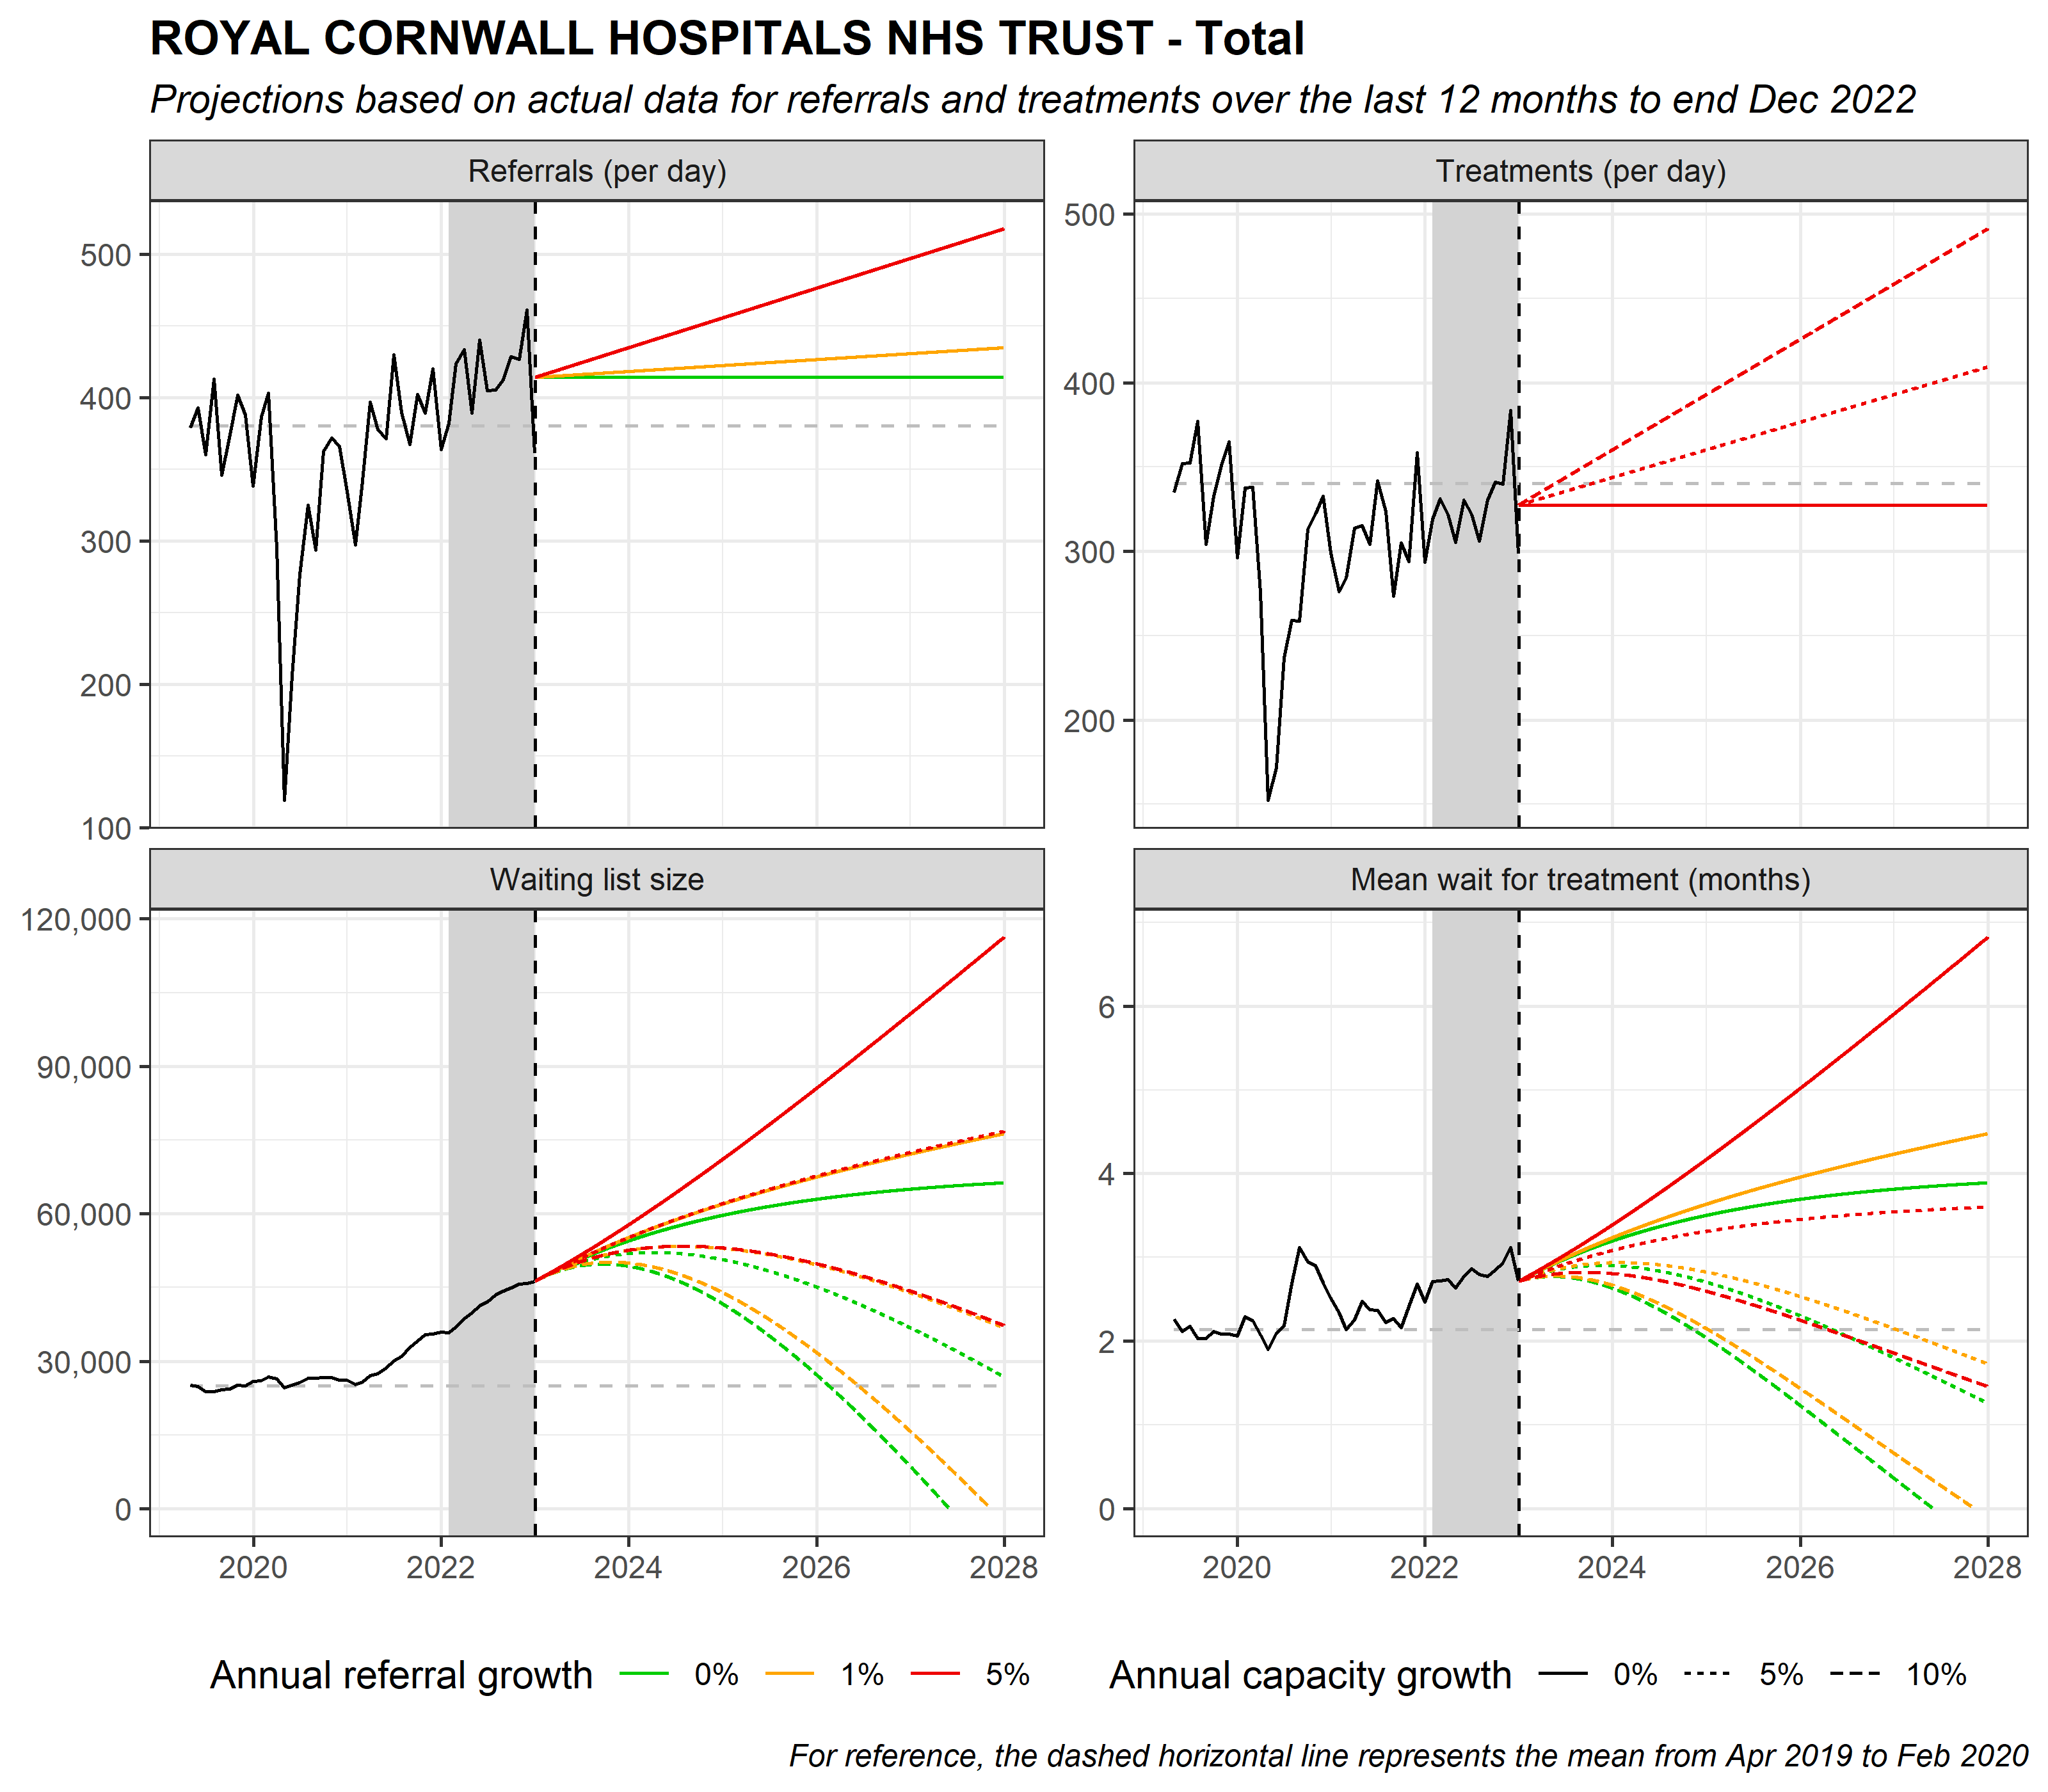 ROYAL CORNWALL HOSPITALS NHS TRUST - Total
Projections based on actual data for referrals and treatments over the last 12 months to end Dec 2022
Referrals (per day)
500
400
300
200
100
Treatments (per day)
500
400
300
200
Waiting list size
120,000
90,000
60,000
30,000
0
2020 2022 2024 2026 2028
Mean wait for treatment (months)
6
4
2
0
2020 2022 2024 2026 2028
Annual referral growth 0% 1% 5%
Annual capacity growth 0% 5% 10%
For reference, the dashed horizontal line represents the mean from Apr 2019 to Feb 2020